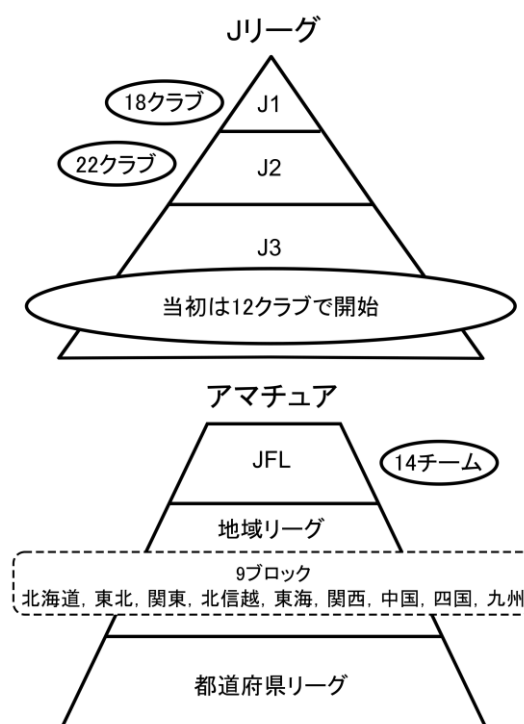 Jリーグ
18クラブ
J1
22クラブ
J2
J3
当初は12クラブで開始
アマチュア
JFL
14チーム
地域リーグ
9ブロック
北海道, 東北, 関東, 北信越, 東海, 関西, 中国, 四国, 九州
都道府県リーグ